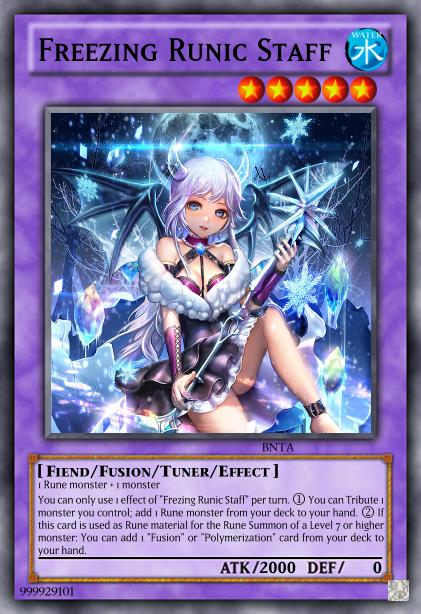 FREEZING RUNIC STAFF
WATER
水
BNTA
[ FIEND/FUSION/TUNER/EFFECT ]
1 Rune monster + 1 monster
You can only use 1 effect of "Frezing Runic Staff" per turn. ① You can Tribute 1
monster you control; add 1 Rune monster from your deck to your hand. ② If
this card is used as Rune material for the Rune Summon of a Level 7 or higher
monster: You can add 1 "Fusion" or "Polymerization" card from your deck to
your hand.
ATK/2000 DEF/ 0
999929101